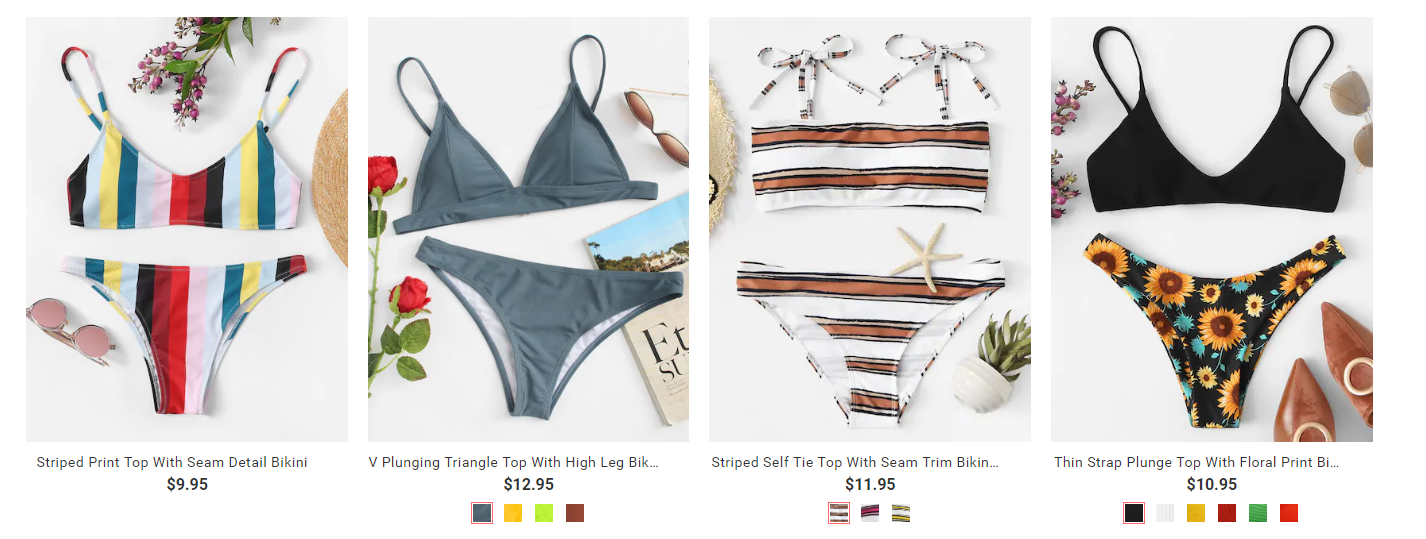 Et
SU
Striped Print Top With Seam Detail Bikini
$9.95
V Plunging Triangle Top With High Leg Bik...
$12.95
Striped Self Tie Top With Seam Trim Bikin...
$11.95
Thin Strap Plunge Top With Floral Print Bi...
$10.95